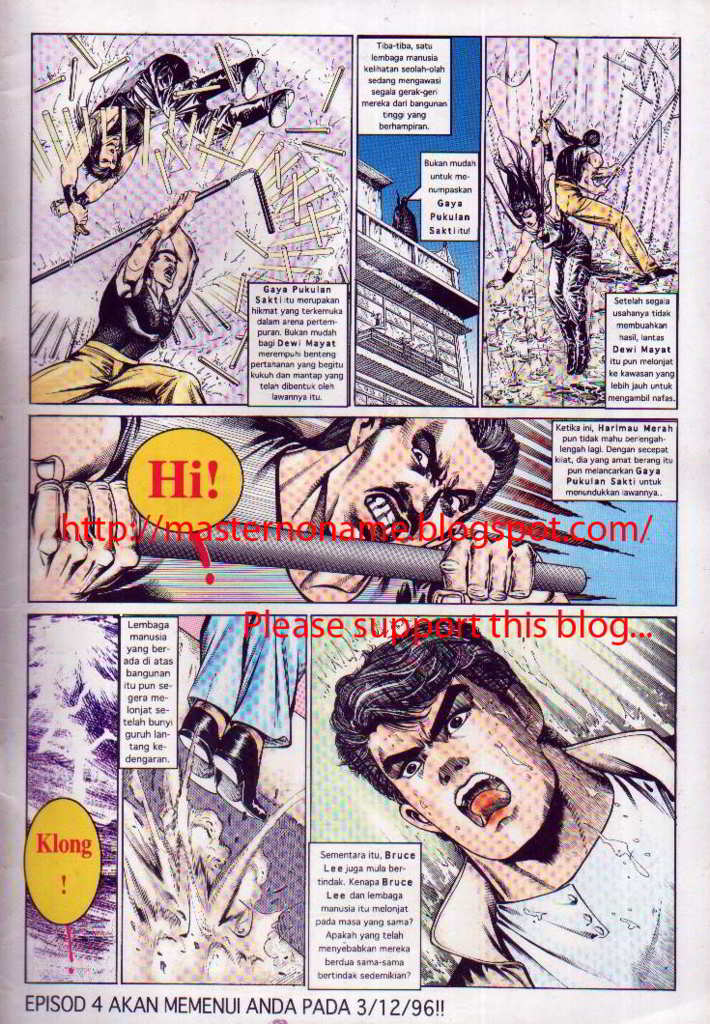 Gaya Pukulan
Sakti itu merupakan
hikmat yang terkemuka
dalam arena pertem-
puran. Bukan mudah
bagi Dewi Mayat
merempuh benteng
pertahanan yang begitu
kukuh dan mantap yang
telah dibentuk oleh
lawannya itu.
Tiba-tiba, satu
lembaga manusia
kelihatan seolah-olah
sedang mengawasi
segala gerak-geri
mereka dari bangunan
tinggi yang
berhampiran.
Bukan mudah
untuk me-
numpaskan
Gaya
Pukulan
Sakti itu!
Setelah segala
usahanya tidak
membuahkan
hasil, lantas
Dewi Mayat
itu pun melonjat
ke kawasan yang
lebih jauh untuk
mengambil nafas.
Ketika ini, Harimau Merah
pun tidak mahu berlengah-
lengah lagi. Dengan secepat
kilat, dia yang amat berang itu
pun melancarkan Gaya
Pukulan Sakti untuk
menundukkan lawannya..
Hi!
http://masternoname.blogspot.com/
Please support this blog...
Klong
!
Lembaga
manusia
yang ber-
ada di atas
bangunan
itu pun se-
gera me-
lonjat se-
telah bunyi
guruh lan-
tang ke-
dengaran.
Sementara itu, Bruce
Lee juga mula ber-
tindak. Kenapa Bruce
Lee dan lembaga
manusia itu melonjat
pada masa yang sama?
Apakah yang telah
menyebabkan mereka
berdua sama-sama
bertindak sedemikian?
EPISOD 4 AKAN MEMENUI ANDA PADA 3/12/96!!